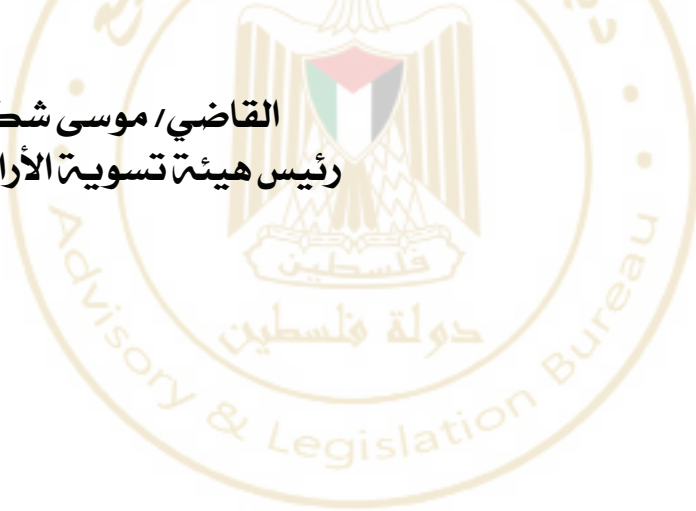 القاضي/ موسى
رئيس هيئة تسوية
فلسطين
دولة فلسطين
Advisory & Legislation Bureau